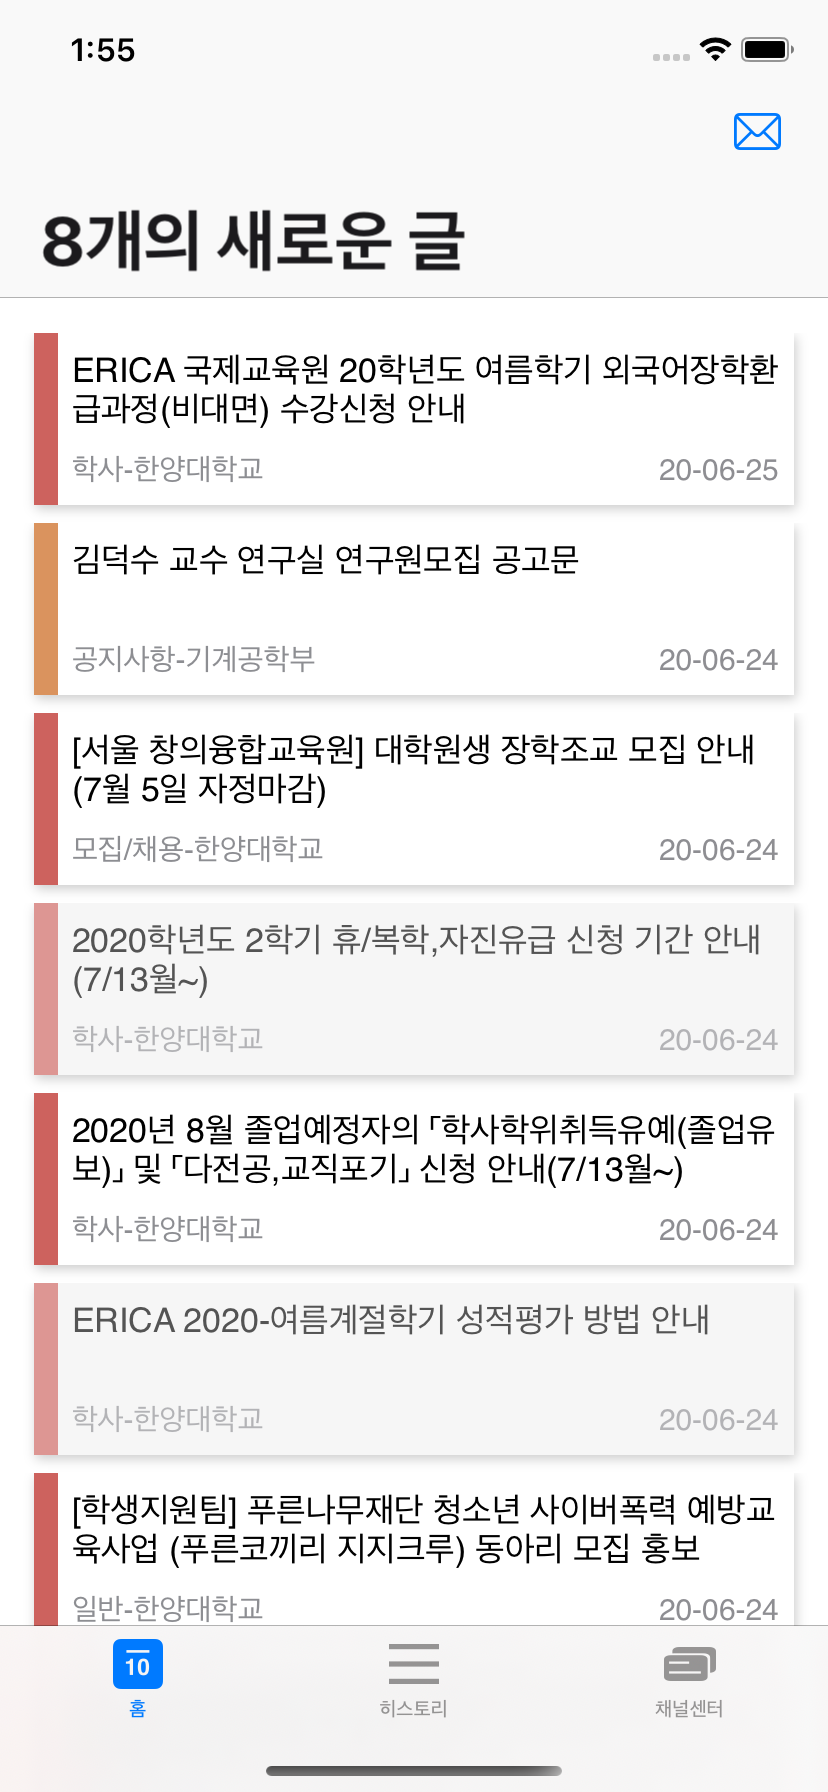 1:55
8개의 새로운 글
ERICA 국제교육원 20학년도 여름학기 외국어장학환
급과정(비대면) 수강신청 안내
학사-한양대학교 20-06-25
김덕수 교수 연구실 연구원모집 공고문
공지사항-기계공학부 20-06-24
[서울 창의융합교육원] 대학원생 장학조교 모집 안내
(7월 5일 자정마감)
모집/채용-한양대학교 20-06-24
2020학년도 2학기 휴/복학,자진유급 신청 기간 안내
(7/13월~)
학사-한양대학교 20-06-24
2020년 8월 졸업예정자의 ｢학사학위취득유예(졸업유
보)｣ 및 ｢다전공,교직포기｣ 신청 안내(7/13월~)
학사-한양대학교 20-06-24
ERICA 2020-여름계절학기 성적평가 방법 안내
학사-한양대학교 20-06-24
[학생지원팀] 푸른나무재단 청소년 사이버폭력 예방교
육사업 (푸른코끼리 지지크루) 동아리 모집 홍보
일반-한양대학교 20-06-24
10
홈 히스토리 채널센터